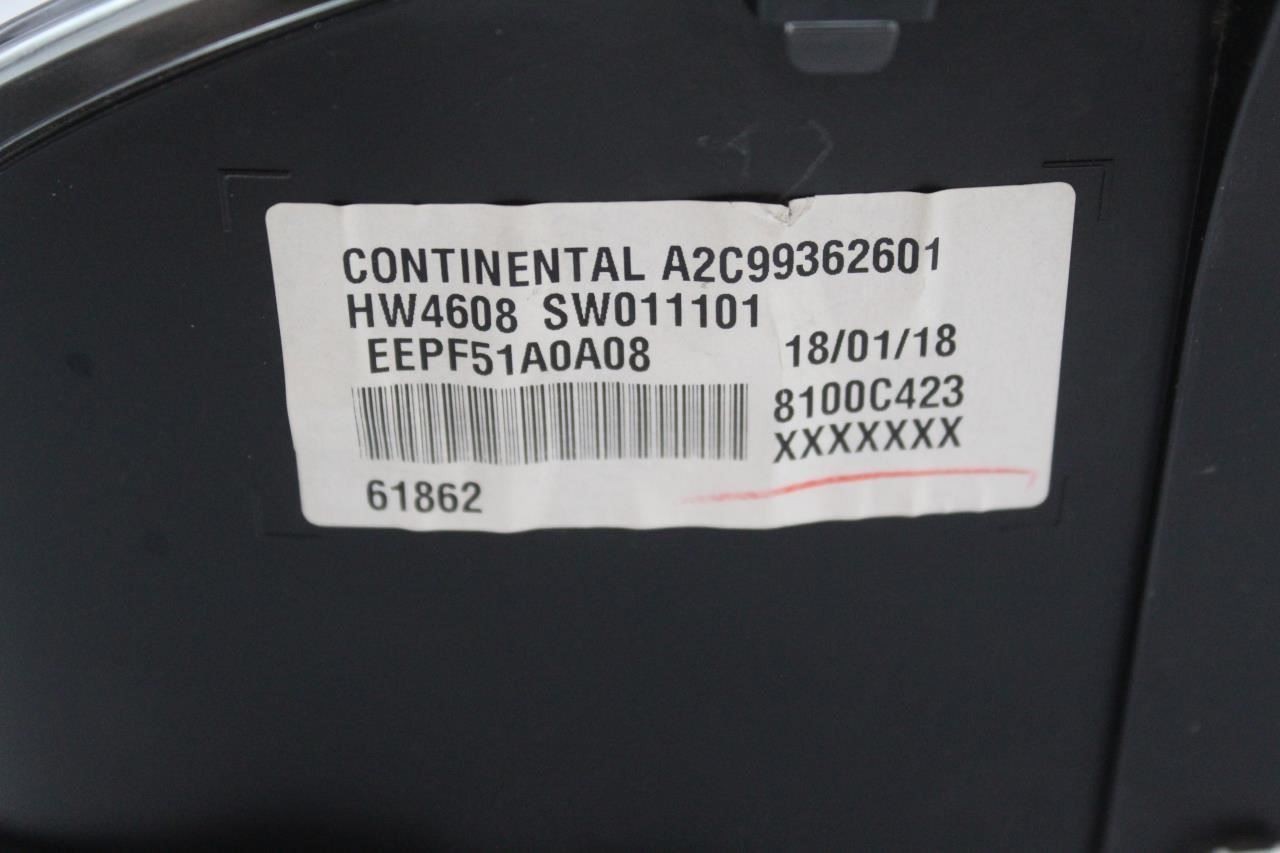 CONTINENTAL A2C99362601
HW4608 SW011101
EEPF51A0A08 18/01/18
8100C423
XXXXXXX
61862